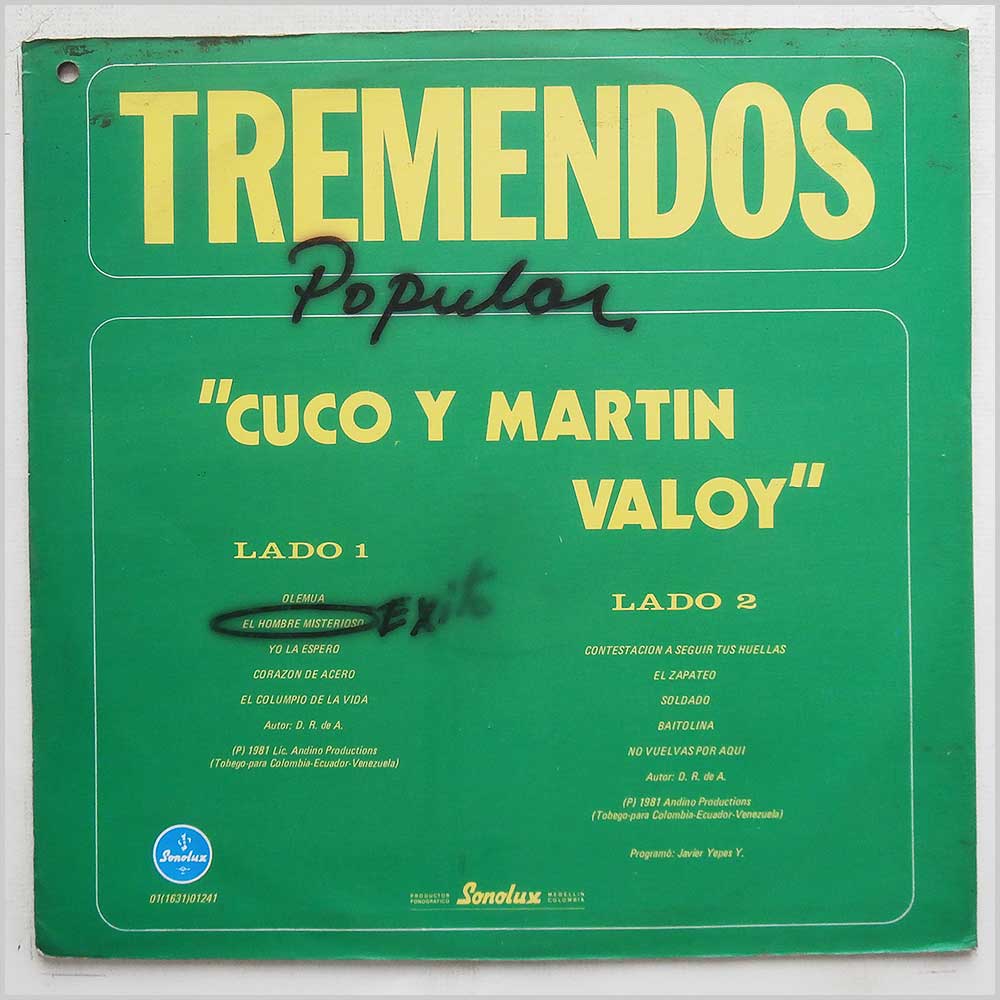 TREMENDOS
Popular
"CUCO Y MARTIN
VALOY"
LADO 1
OLEMUA
EL HOMBRE MISTERIOSO Exito
YO LA ESPERO
CORAZON DE ACERO
EL COLUMPIO DE LA VIDA
Autor: D. R. de A.
(P) 1981 Lic. Andino Productions
(Tobego-para Colombia-Ecuador-Venezuela)
LADO 2
CONTESTACION A SEGUIR TUS HUELLAS
EL ZAPATEO
SOLDADO
BAITOLINA
NO VUELVAS POR AQUI
Autor: D. R. de A.
(P) 1981 Andino Productions
(Tobego-para Colombia-Ecuador-Venezuela)
Programó: Javier Yepes Y.
Sonolux
01(1631)01241
PRODUCTOR
FONOGRAFICO
Sonolux
MEDELLIN
COLOMBIA